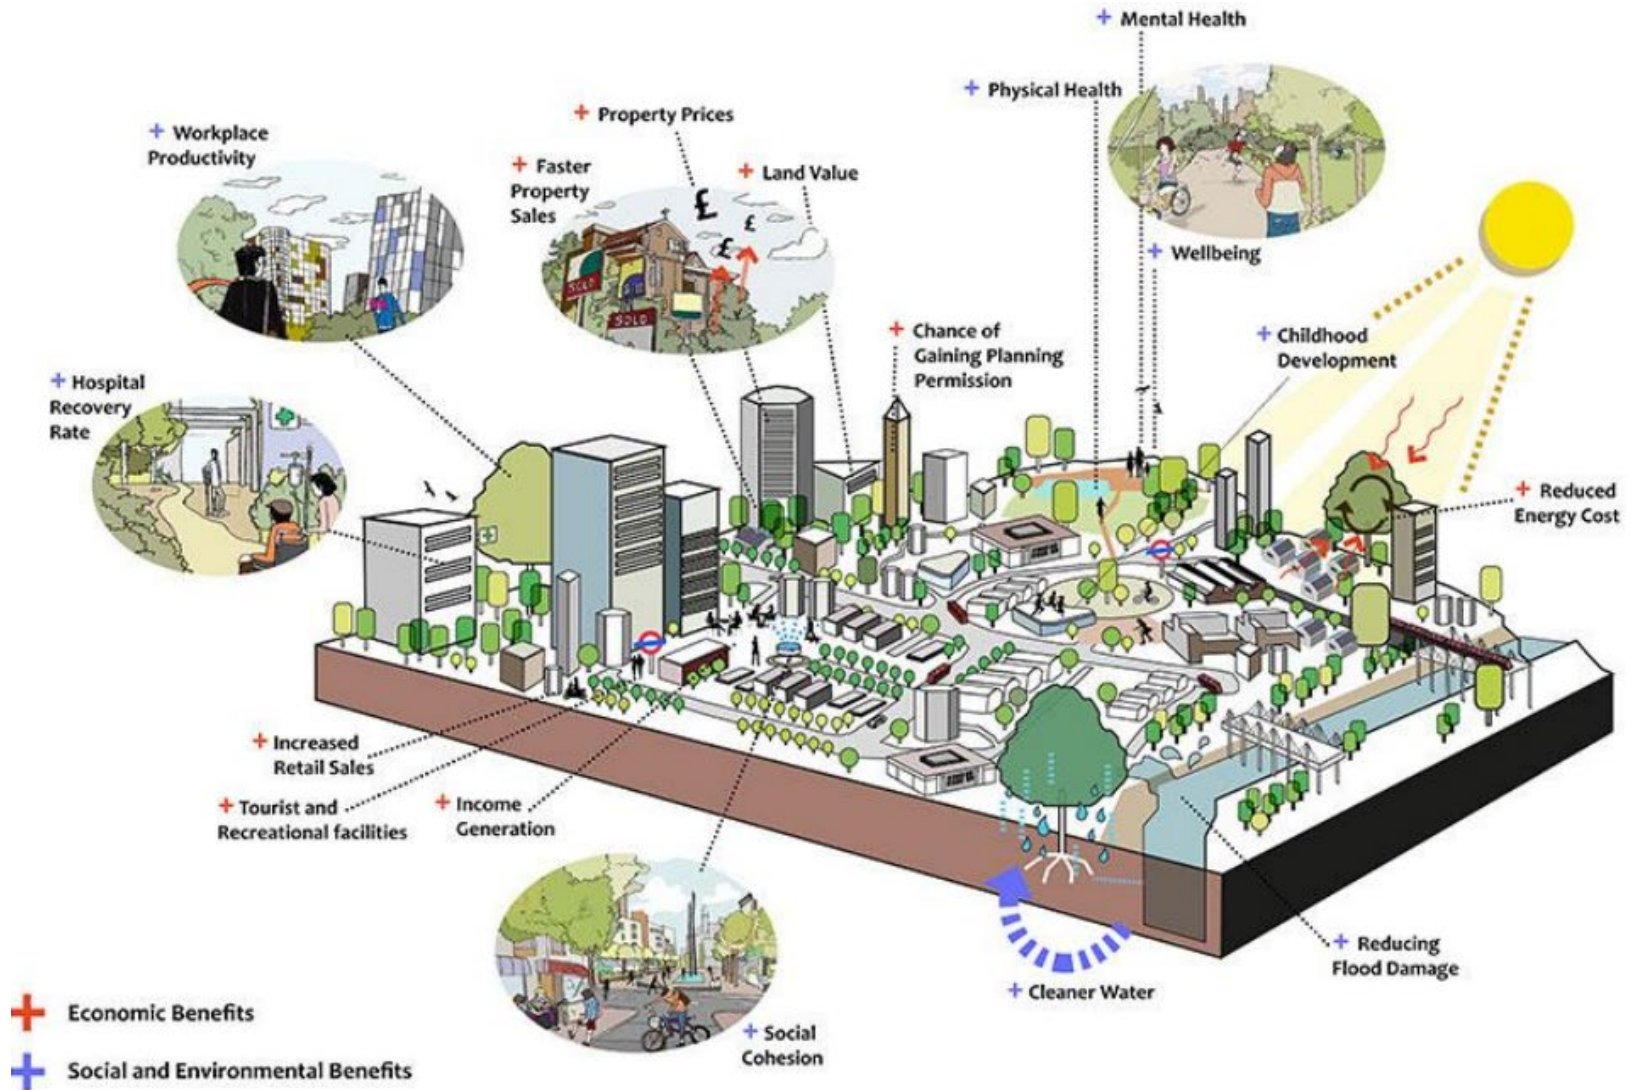 + Mental Health
+ Physical Health
+ Property Prices
+ Workplace
Productivity
+ Faster
Property
Sales
+ Land Value
£
£
£
SOLD
SOLD
+ Wellbeing
+ Chance of
Gaining Planning
Permission
+ Childhood
Development
+ Hospital
Recovery
Rate
+ Reduced
Energy Cost
+ Increased
Retail Sales
+ Tourist and
Recreational facilities
+ Income
Generation
+ Reducing
Flood Damage
+ Cleaner Water
+ Social
Cohesion
+ Economic Benefits
+ Social and Environmental Benefits